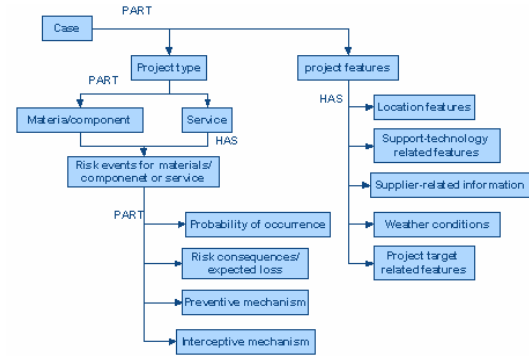 PART
Case
Project type
project features
PART
HAS
Materia/component
Service
Location features
HAS
Support-technology
related features
Risk events for materials/
componenet or service
Supplier-related information
PART
Probability of occurrence
Weather conditions
Risk consequences/
expected loss
Project target
related features
Preventive mechanism
Interceptive mechanism